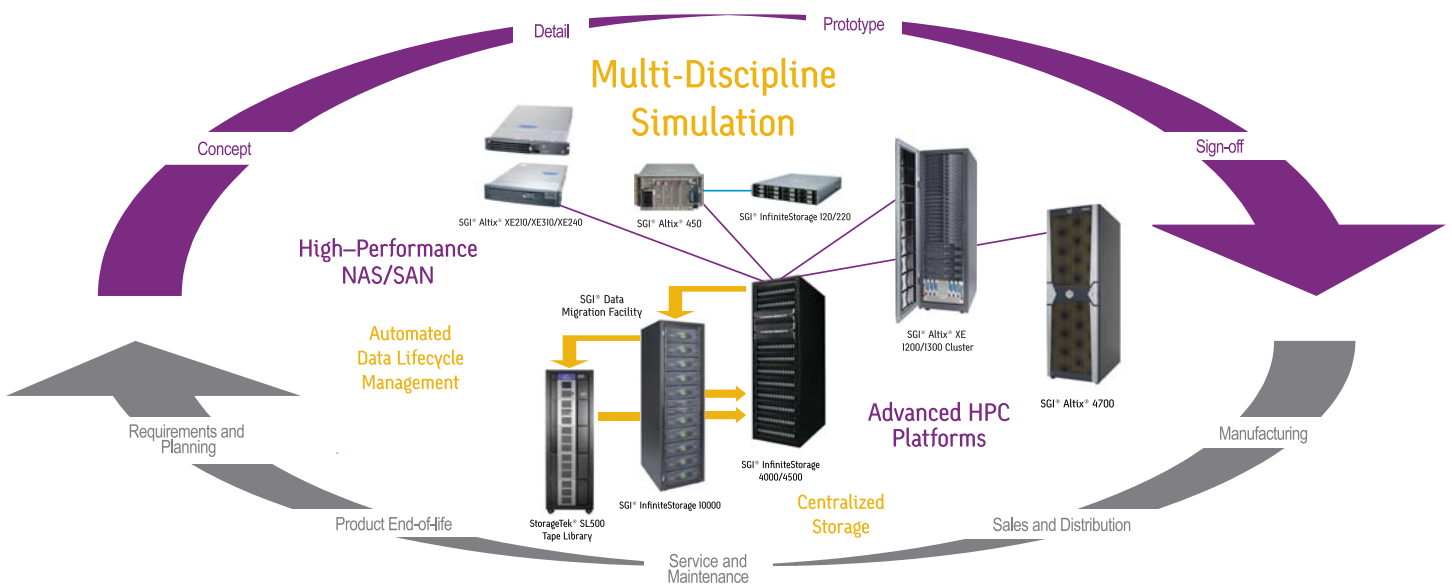 Detail
Prototype
Multi-Discipline
Simulation
Concept
Sign-off
SGI® Altix® XE210/XE310/XE240
SGI® Altix® 450
SGI® InfiniteStorage 120/220
High–Performance
NAS/SAN
SGI® Data
Migration Facility
Automated
Data Lifecycle
Management
SGI® Altix® XE
1200/1300 Cluster
SGI® Altix® 4700
Advanced HPC
Platforms
Requirements and
Planning
Manufacturing
SGI® InfiniteStorage
4000/4500
SGI® InfiniteStorage 10000
Centralized
Storage
StorageTek® SL500
Tape Library
Product End-of-life
Sales and Distribution
Service and
Maintenance